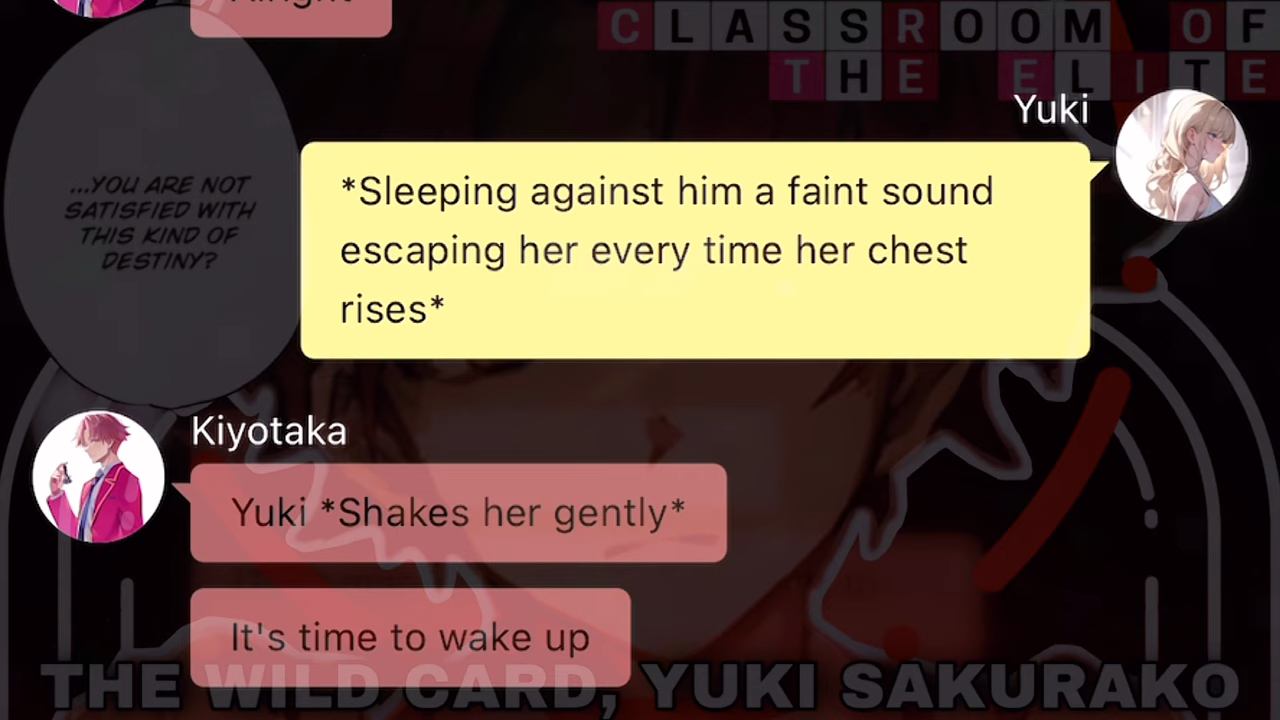 Alright
CLASSROOM OF
THE ELITE
Yuki
...YOU ARE NOT
SATISFIED WITH
THIS KIND OF
DESTINY?
*Sleeping against him a faint sound
escaping her every time her chest
rises*
Kiyotaka
Yuki *Shakes her gently*
It's time to wake up
THE WILD CARD, YUKI SAKURAKO